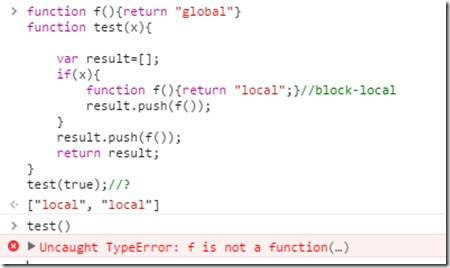 > function f(){return "global"}
function test(x){
var result=[];
if(x){
function f(){return "local";}//block-local
result.push(f());
}
result.push(f());
return result;
}
test(true);//?
["local", "local"]
> test()
Uncaught TypeError: f is not a function(…)